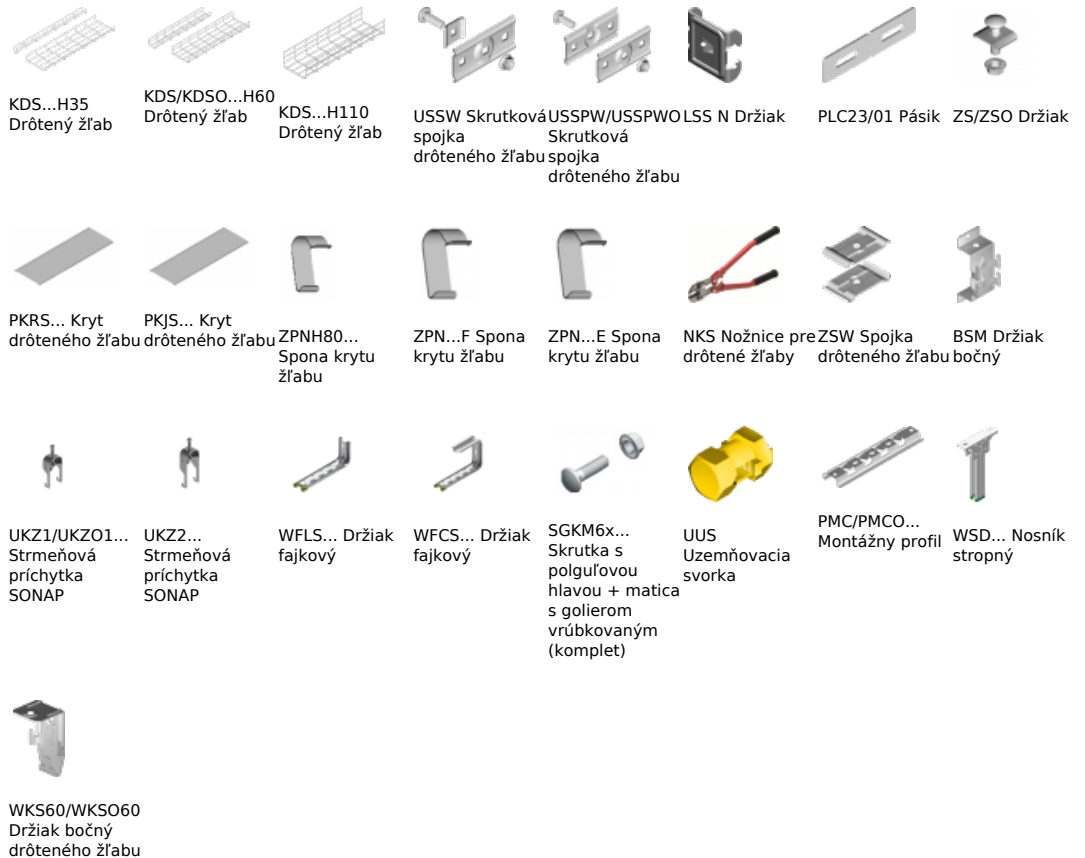 KDS...H35
Drôtený žľab
KDS/KDSO...H60
Drôtený žľab
KDS...H110
Drôtený žľab
USSW Skrutková
spojka
drôteného žľabu
USSPW/USSPWO
Skrutková
spojka
drôteného žľabu
LSS N Držiak
PLC23/01 Pásik
ZS/ZSO Držiak
PKRS... Kryt
drôteného žľabu
PKJS... Kryt
drôteného žľabu
ZPNH80...
Spona krytu
žľabu
ZPN...F Spona
krytu žľabu
ZPN...E Spona
krytu žľabu
NKS Nožnice pre
drôtené žľaby
ZSW Spojka
drôteného žľabu
BSM Držiak
bočný
UKZ1/UKZO1...
Strmeňová
príchytka
SONAP
UKZ2...
Strmeňová
príchytka
SONAP
WFLS... Držiak
fajkový
WFCS... Držiak
fajkový
SGKM6x...
Skrutka s
polguľovou
hlavou + matica
s golierom
vrúbkovaným
(komplet)
UUS
Uzemňovacia
svorka
PMC/PMCO...
Montážny profil
WSD... Nosník
stropný
WKS60/WKSO60
Držiak bočný
drôteného žľabu